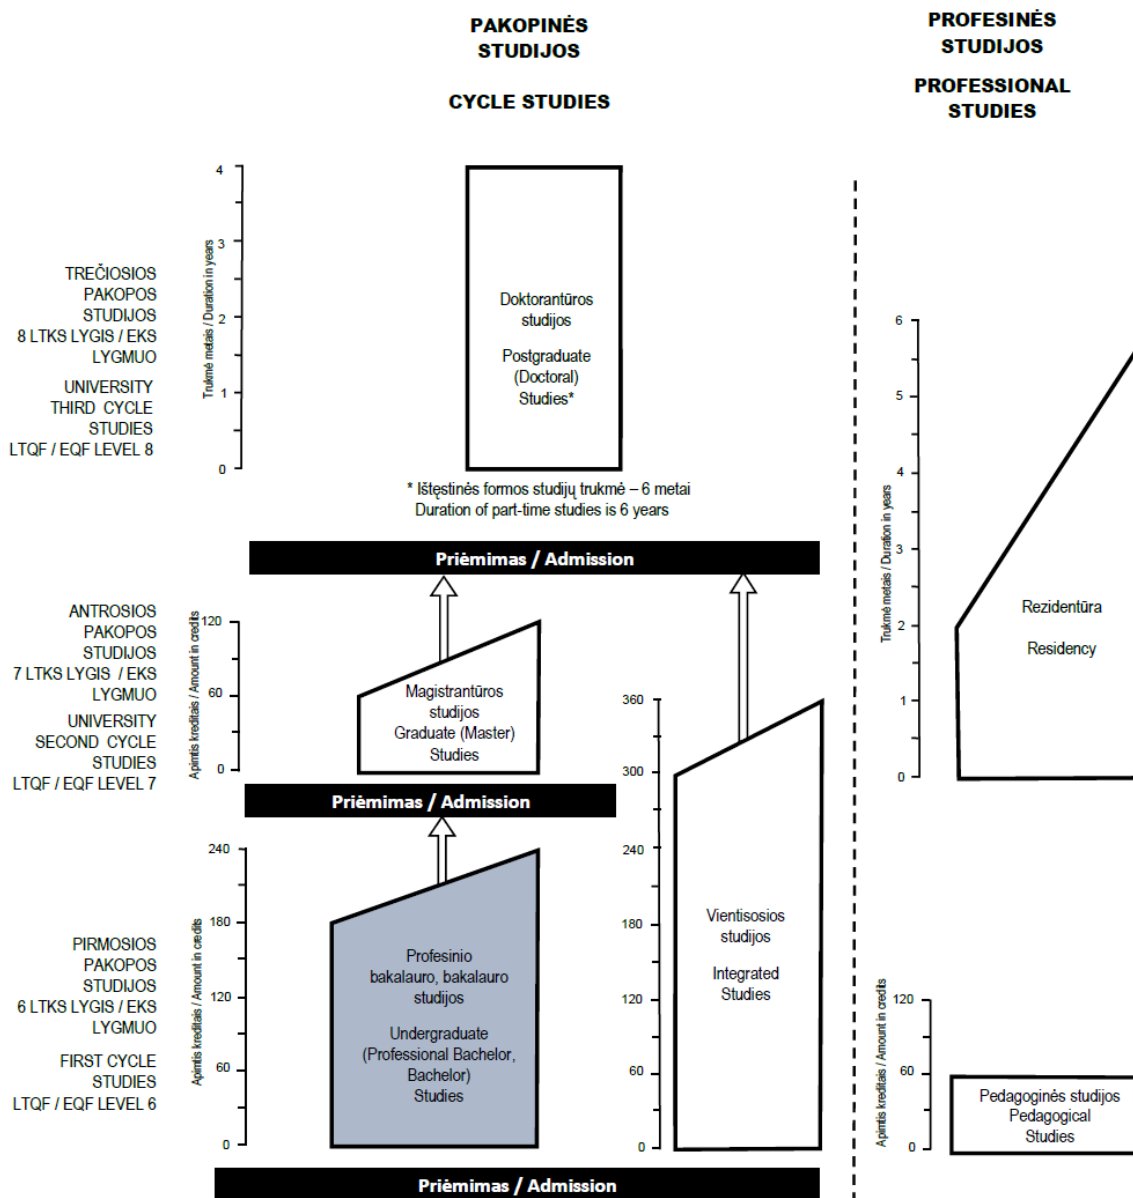 PAKOPINĖS
STUDIJOS
CYCLE STUDIES
PROFESINĖS
STUDIJOS
PROFESSIONAL
STUDIES
TREČIOSIOS
PAKOPOS
STUDIJOS
8 LTKS LYGIS / EKS
LYGMUO
UNIVERSITY
THIRD CYCLE
STUDIES
LTQF / EQF LEVEL 8
Trukmė metais / Duration in years
4
3
2
1
0
Doktorantūros
studijos
Postgraduate
(Doctoral)
Studies*
* Ištęstinės formos studijų trukmė – 6 metai
Duration of part-time studies is 6 years
Priėmimas / Admission
ANTROSIOS
PAKOPOS
STUDIJOS
7 LTKS LYGIS / EKS
LYGMUO
UNIVERSITY
SECOND CYCLE
STUDIES
LTQF / EQF LEVEL 7
Apimtis kreditais / Amount in credits
120
60
0
Magistrantūros
studijos
Graduate (Master)
Studies
Priėmimas / Admission
PIRMOSIOS
PAKOPOS
STUDIJOS
6 LTKS LYGIS / EKS
LYGMUO
FIRST CYCLE
STUDIES
LTQF / EQF LEVEL 6
Apimtis kreditais / Amount in credits
240
180
120
60
0
Profesinio
bakalauro, bakalauro
studijos
Undergraduate
(Professional Bachelor,
Bachelor)
Studies
360
300
240
180
120
60
0
Vientisosios
studijos
Integrated
Studies
Priėmimas / Admission
Trukmė metais / Duration in years
6
5
4
3
2
1
0
Rezidentūra
Residency
Apimtis kreditais / Amount in credits
120
60
0
Pedagoginės studijos
Pedagogical
Studies